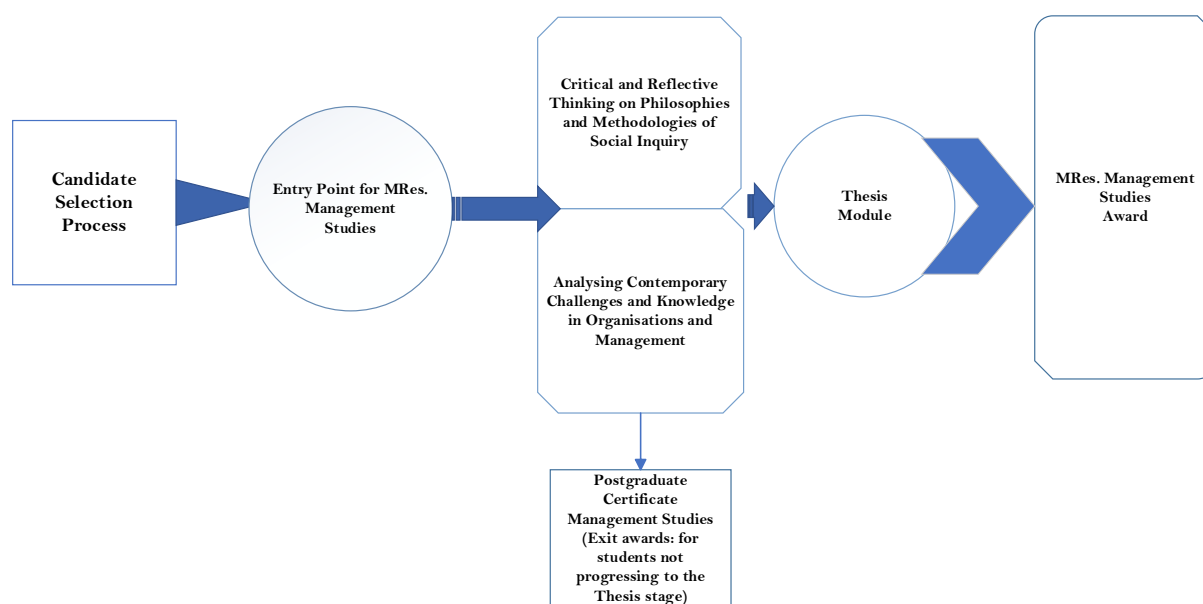 Candidate
Selection
Process
Entry Point for MRes.
Management
Studies
Critical and Reflective
Thinking on Philosophies
and Methodologies of
Social Inquiry
Analysing Contemporary
Challenges and Knowledge
in Organisations and
Management
Postgraduate
Certificate
Management Studies
(Exit awards: for
students not
progressing to the
Thesis stage)
Thesis
Module
MRes. Management
Studies
Award